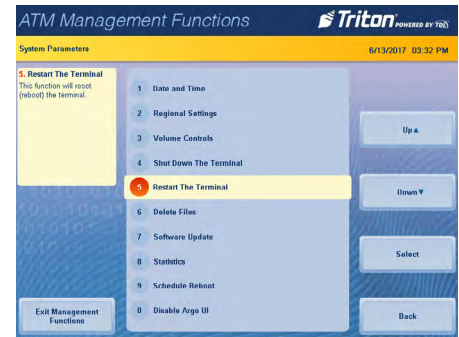 ATM Management Functions
Triton POWERED BY TDL
System Parameters
6/13/2017 03:32 PM
5. Restart The Terminal
This function will roost
(reboot) the terminal.
1 Date and Time
2 Regional Settings
3 Volume Controls
4 Shut Down The Terminal
5 Restart The Terminal
6 Delete Files
7 Software Update
8 Statistics
9 Schedule Reboot
0 Disable Argo UI
Up▲
Down▼
Select
Back
Exit Management
Functions